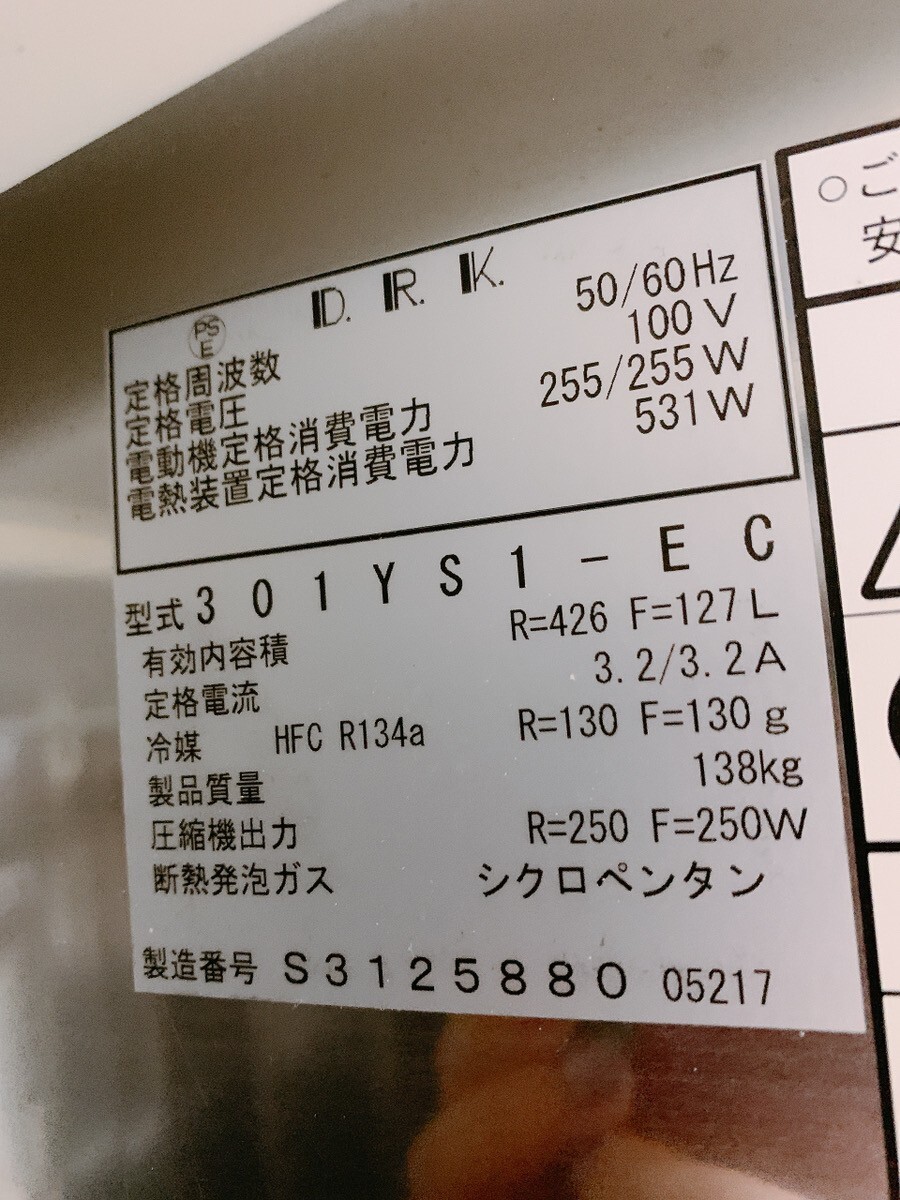 PS
E
D. R. K.
定格周波数 50/60Hz
定格電圧 100V
電動機定格消費電力 255/255W
電熱装置定格消費電力 531W
型式 301YS1-EC
有効内容積 R=426 F=127L
定格電流 3.2/3.2A
冷媒 HFC R134a R=130 F=130g
製品質量 138kg
圧縮機出力 R=250 F=250W
断熱発泡ガス シクロペンタン
製造番号 S3125880 05217
○ご
安